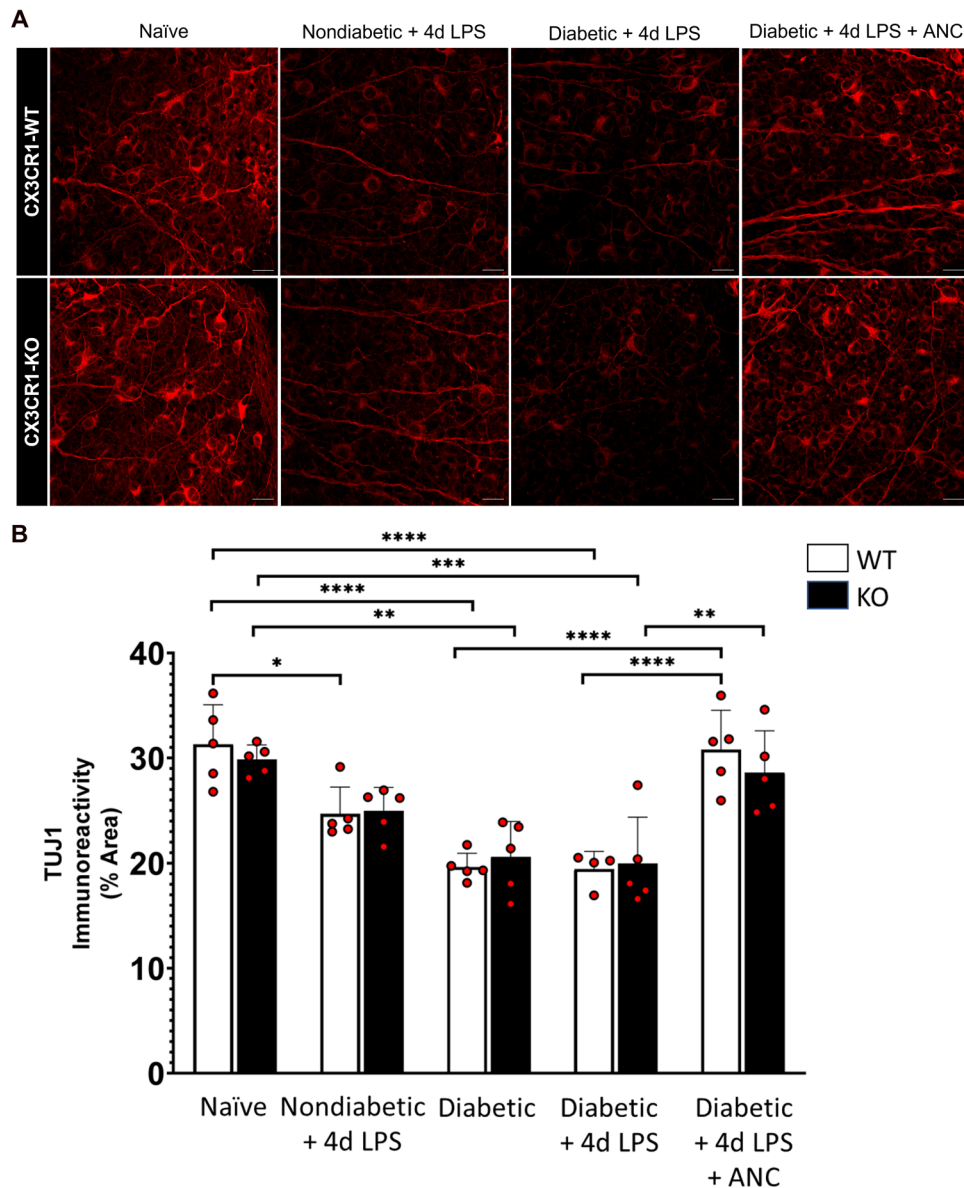 A
Naïve
Nondiabetic + 4d LPS
Diabetic + 4d LPS
Diabetic + 4d LPS + ANC
CX3CR1-WT
CX3CR1-KO
B
****
***
****
**
**
****
*
****
WT
KO
TUJ1
Immunoreactivity
(% Area)
40
30
20
10
0
Naïve
Nondiabetic
+ 4d LPS
Diabetic
Diabetic
+ 4d LPS
Diabetic
+ 4d LPS
+ ANC